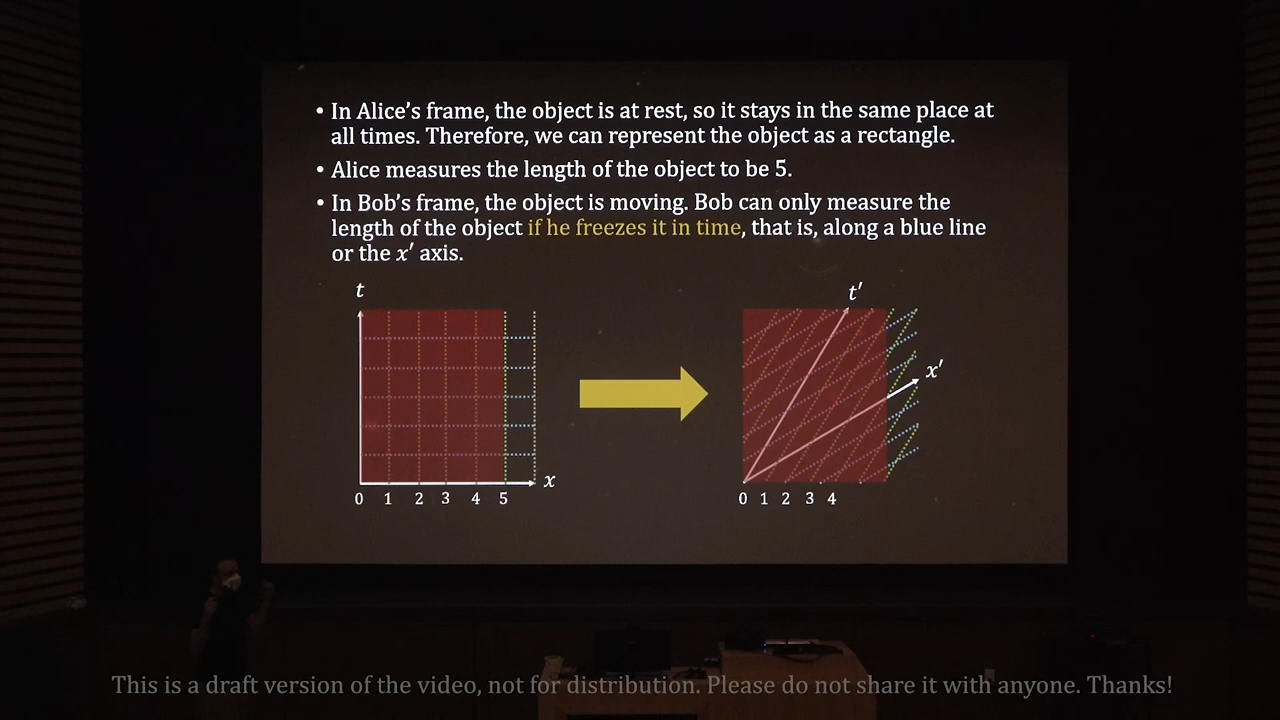 • In Alice's frame, the object is at rest, so it stays in the same place at
all times. Therefore, we can represent the object as a rectangle.
• Alice measures the length of the object to be 5.
• In Bob's frame, the object is moving. Bob can only measure the
length of the object if he freezes it in time, that is, along a blue line
or the x′ axis.
t
t′
x′
x
0 1 2 3 4 5
0 1 2 3 4
This is a draft version of the video, not for distribution. Please do not share it with anyone. Thanks!